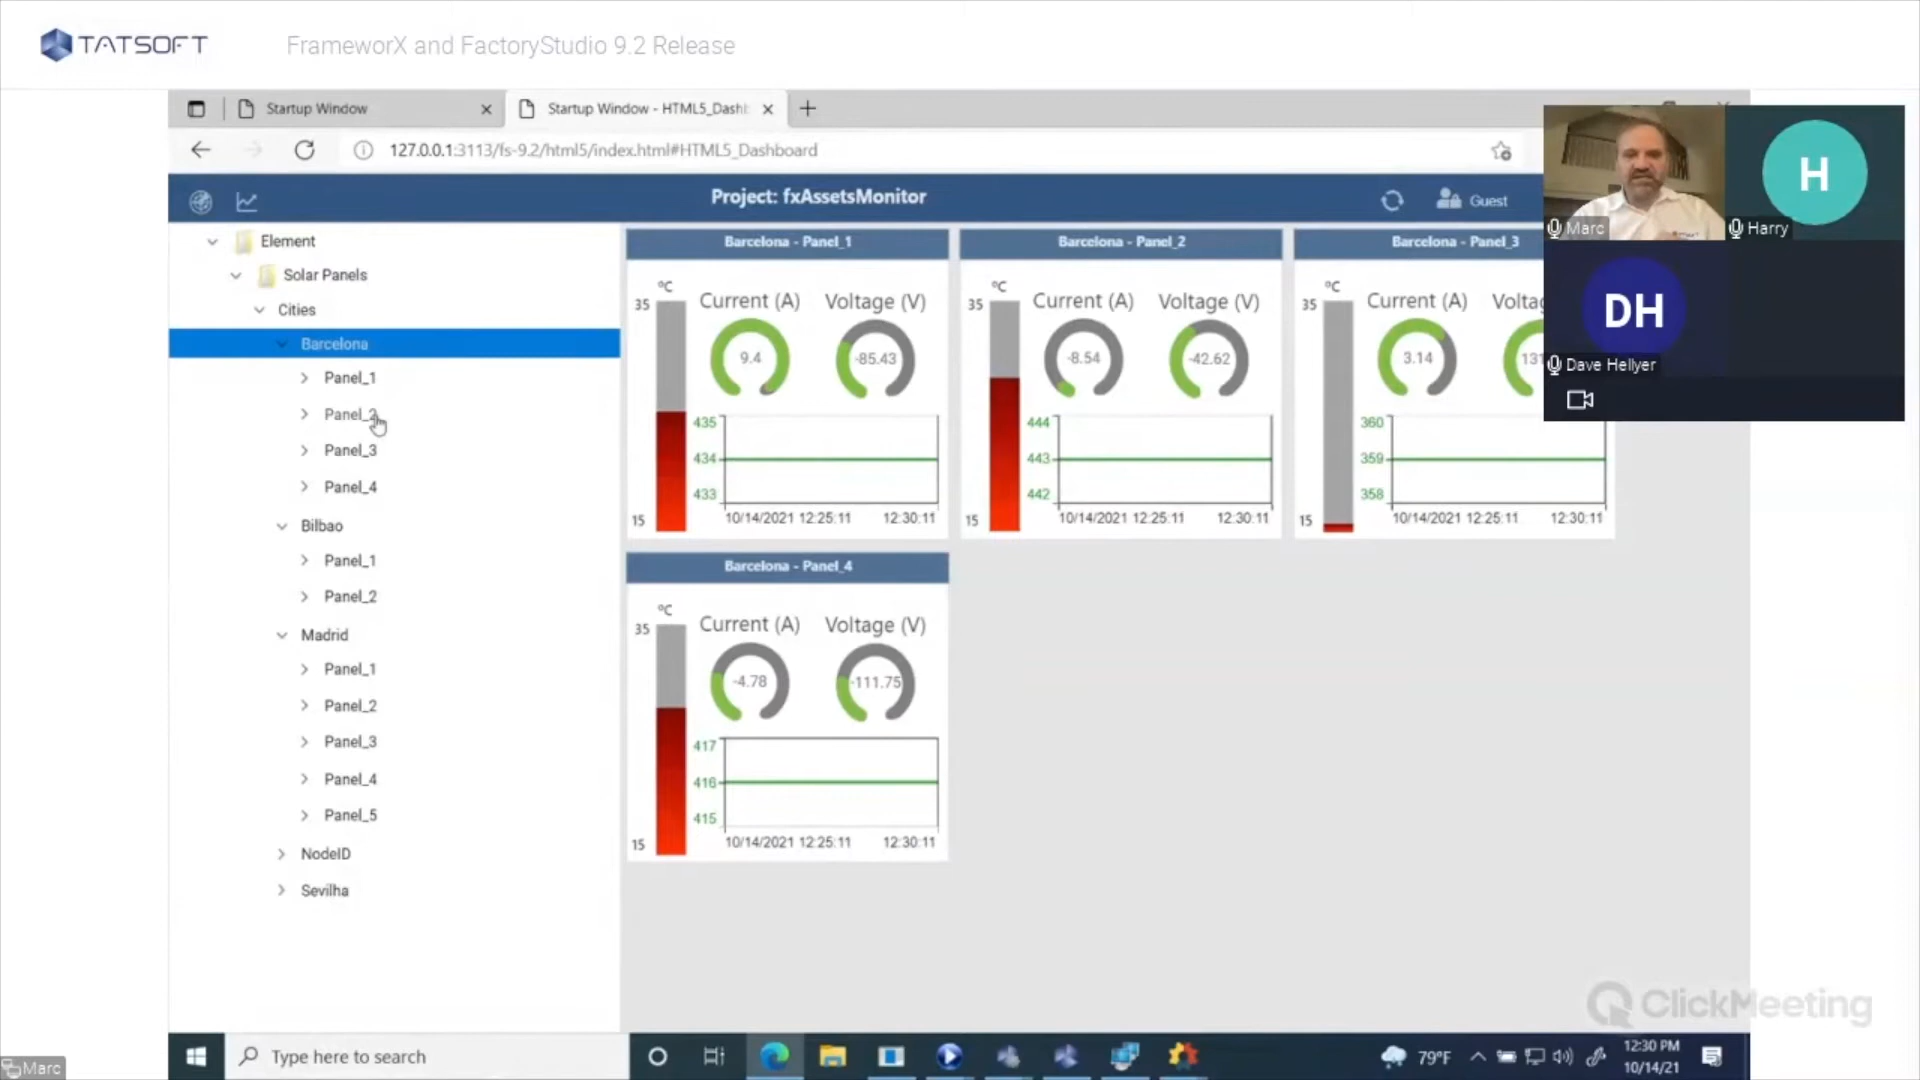 TATSOFT
FrameworX and FactoryStudio 9.2 Release
Startup Window
Startup Window - HTML5_Dashb
127.0.0.1:3113/fs-9.2/html5/index.html#HTML5_Dashboard
Project: fxAssetsMonitor
Guest
Marc
H
Harry
DH
Dave Hellyer
Element
Solar Panels
Cities
Barcelona
Panel_1
Panel_2
Panel_3
Panel_4
Bilbao
Panel_1
Panel_2
Madrid
Panel_1
Panel_2
Panel_3
Panel_4
Panel_5
NodeID
Sevilha
Barcelona - Panel_1
ºC
35
15
Current (A)
Voltage (V)
9.4
-85.43
435
434
433
10/14/2021 12:25:11
12:30:11
Barcelona - Panel_2
ºC
35
15
Current (A)
Voltage (V)
-8.54
-42.62
444
443
442
10/14/2021 12:25:11
12:30:11
Barcelona - Panel_3
ºC
35
15
Current (A)
3.14
360
359
358
10/14/2021 12:25:11
12:30:11
Barcelona - Panel_4
ºC
35
15
Current (A)
Voltage (V)
-4.78
-111.75
417
416
415
10/14/2021 12:25:11
12:30:11
ClickMeeting
Marc
Type here to search
79°F
12:30 PM
10/14/21